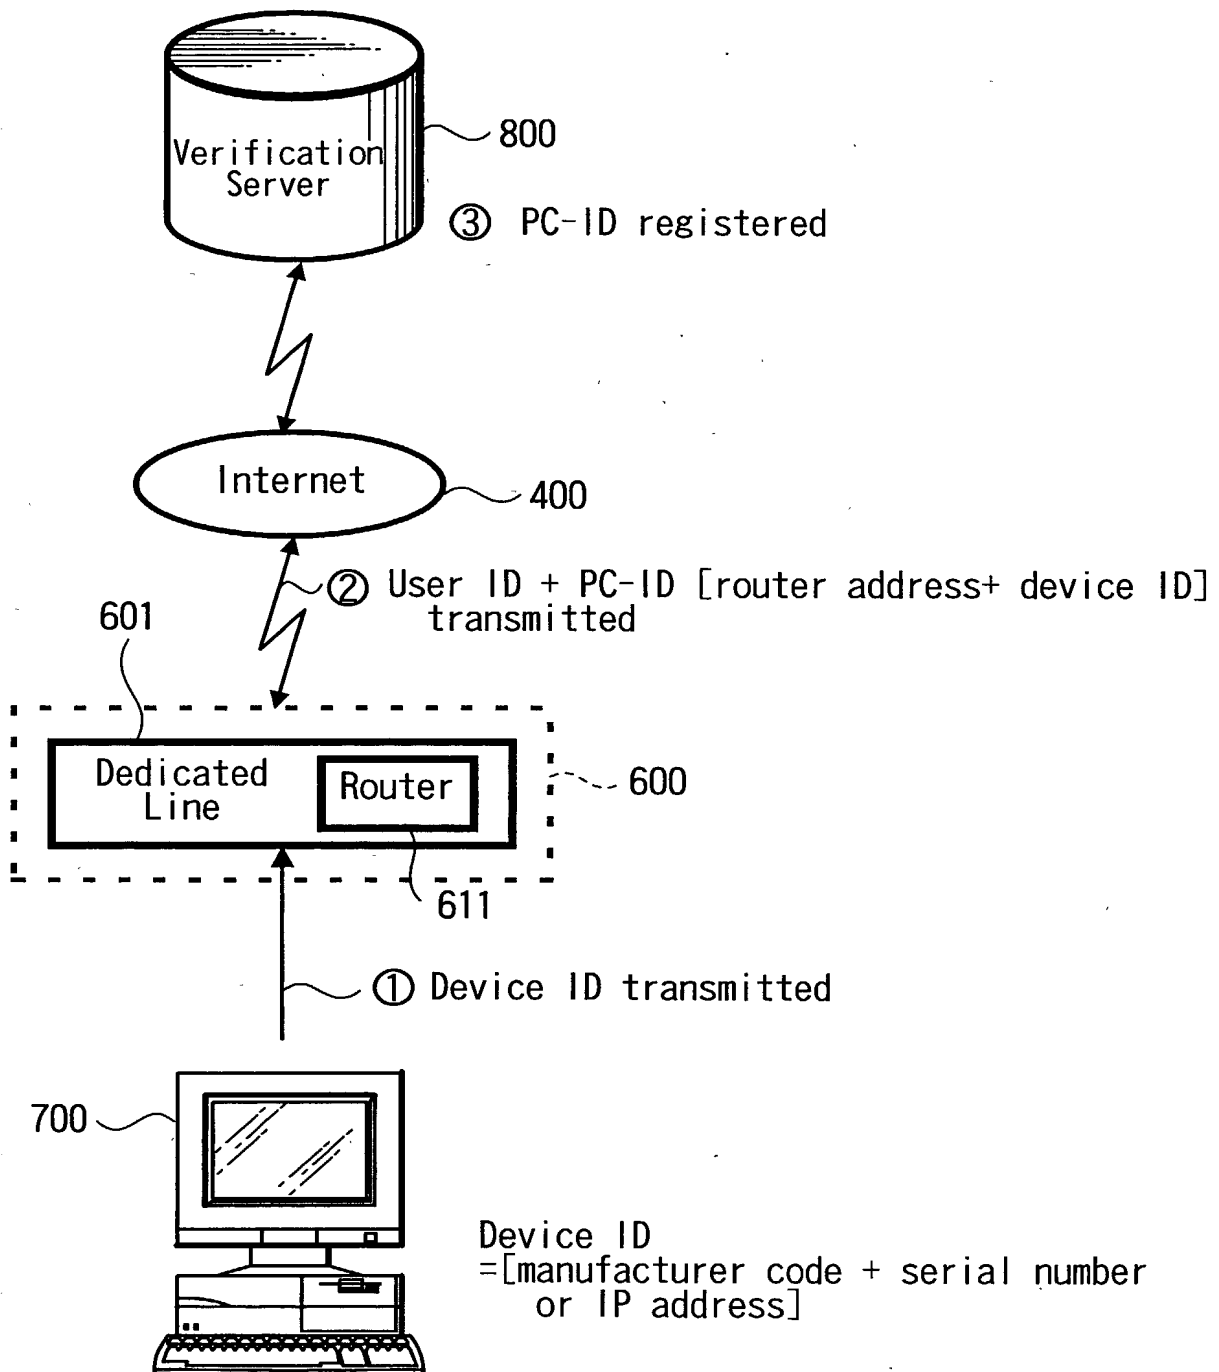 Verification
Server
800
③ PC-ID registered
Internet
400
② User ID + PC-ID [router address+ device ID]
transmitted
601
Dedicated
Line
Router
600
611
① Device ID transmitted
700
Device ID
=[manufacturer code + serial number
or IP address]